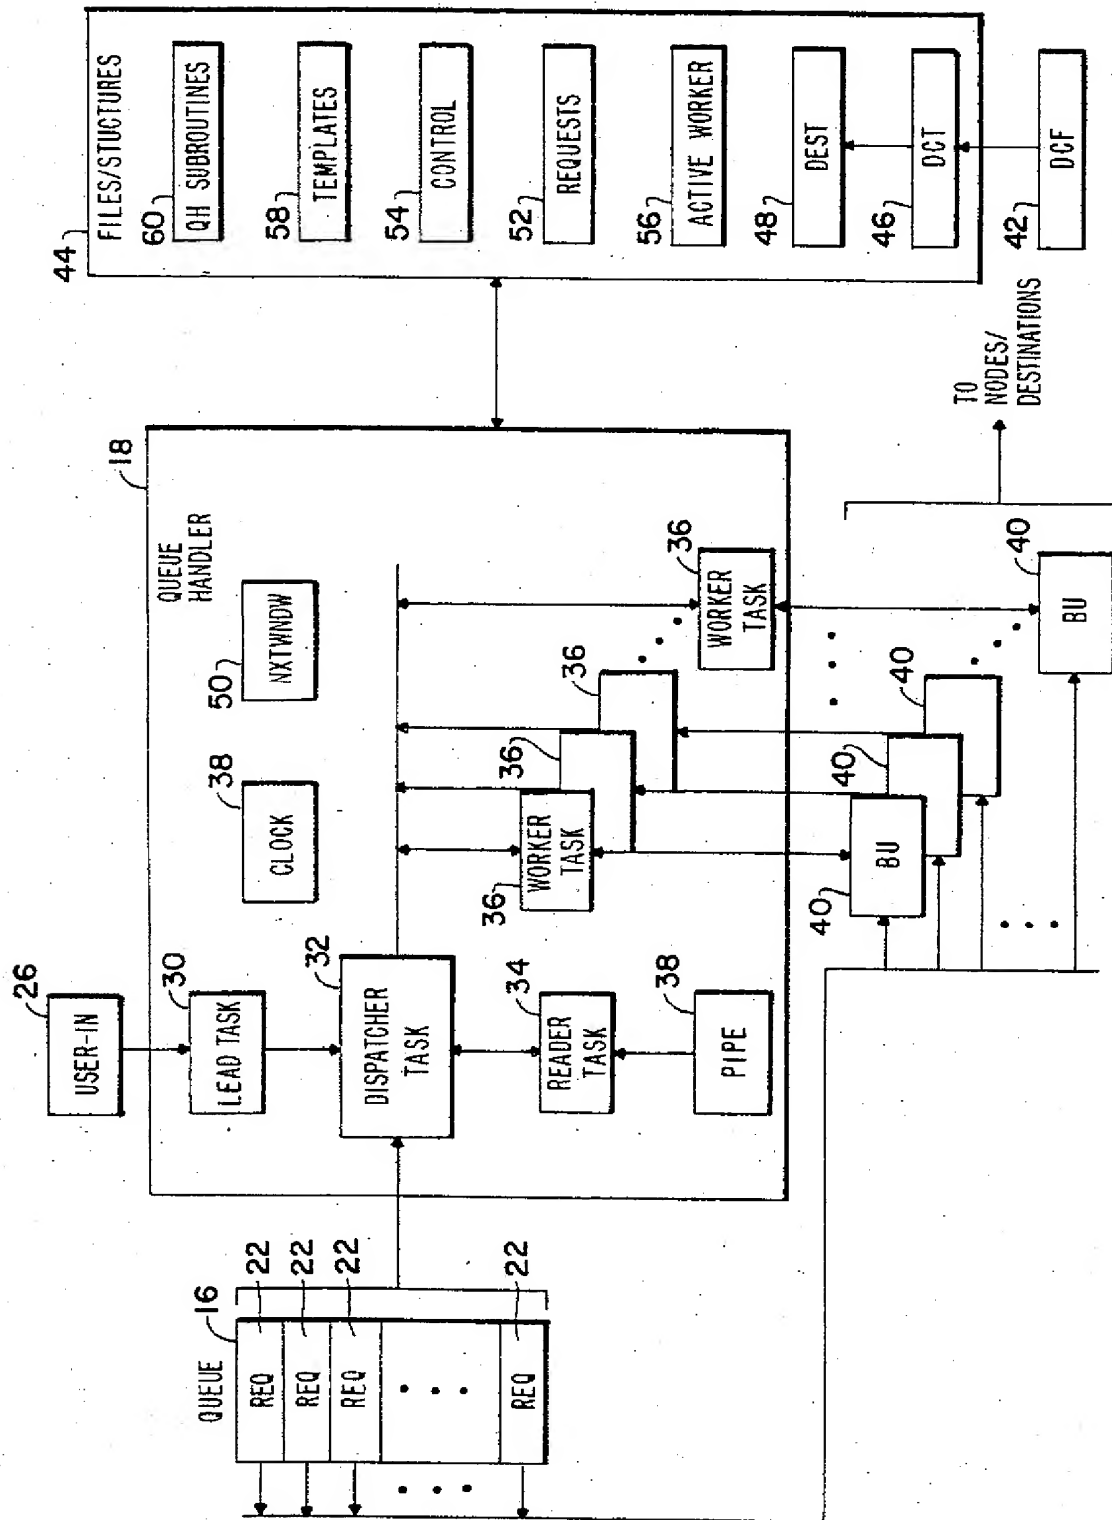 QUEUE
16
REQ
22
REQ
22
REQ
22
REQ
22
26
USER-IN
18
QUEUE
HANDLER
30
LEAD TASK
32
DISPATCHER
TASK
34
READER
TASK
38
PIPE
38
CLOCK
50
NXTWNDW
36
WORKER
TASK
36
36
36
WORKER
TASK
40
BU
40
40
40
BU
TO
NODES/
DESTINATIONS
44
FILES/STUCTURES
60
QH SUBROUTINES
58
TEMPLATES
54
CONTROL
52
REQUESTS
56
ACTIVE WORKER
48
DEST
46
DCT
42
DCF